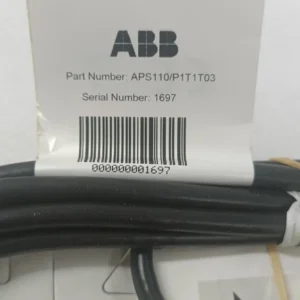 ABB
Part Number: APS110/P1T1T03
Serial Number: 1697
000000001697